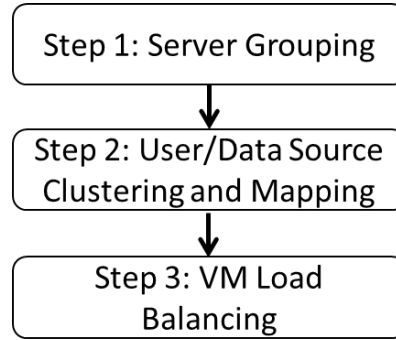 Step 1: Server Grouping
Step 2: User/Data Source
Clustering and Mapping
Step 3: VM Load
Balancing